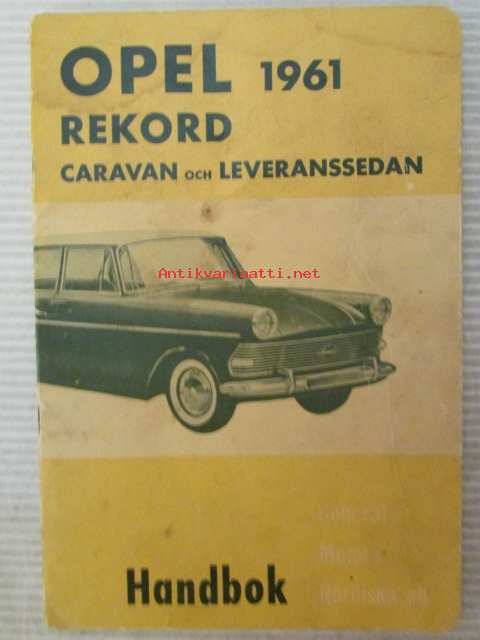 OPEL 1961
REKORD
CARAVAN OCH LEVERANSSEDAN
Antikvariaatti.net
General
Motors
Nordiska ab
Handbok